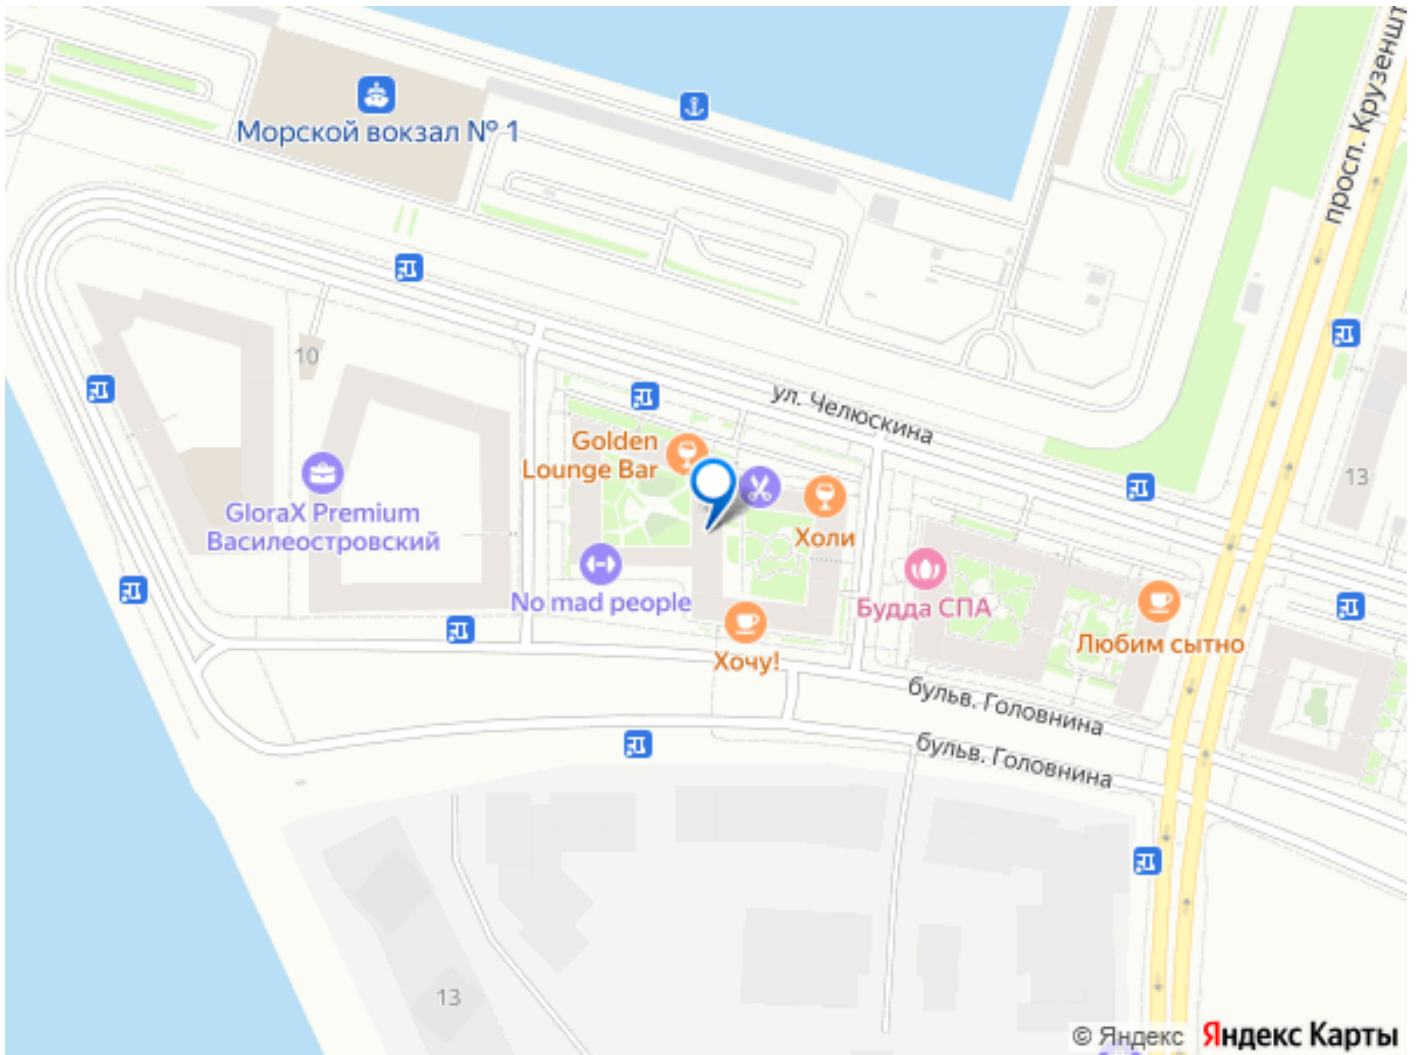 Морской вокзал № 1
просп. Крузеншт
10
ул. Челюскина
Golden
Lounge Bar
13
GloraX Premium
Василеостровский
Холи
No mad people
Будда СПА
Любим сытно
Хочу!
бульв. Головнина
бульв. Головнина
13
© Яндекс
Яндекс Карты